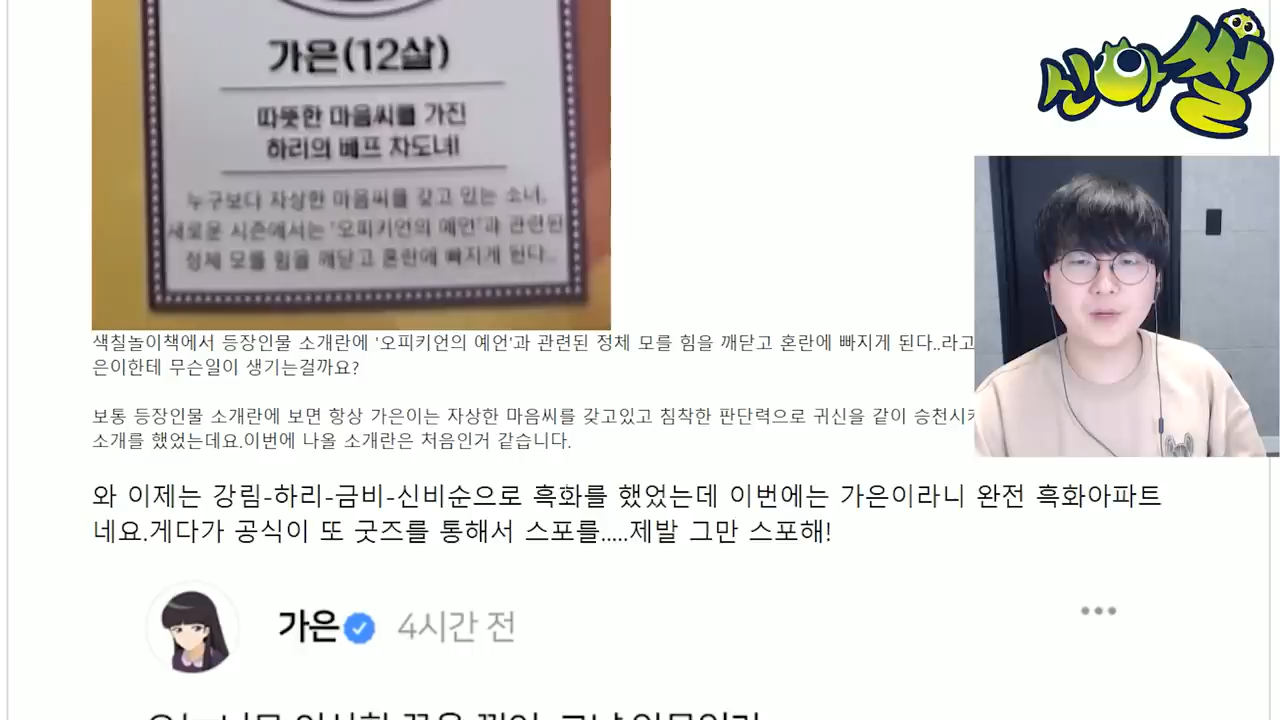 가은(12살)
신아썰
따뜻한 마음씨를 가진
하리의 베프 차도녀!
누구보다 자상한 마음씨를 갖고 있는 소녀.
새로운 시즌에서는 '오피키언의 예언'과 관련된
정체 모를 힘을 깨닫고 혼란에 빠지게 된다..
색칠놀이책에서 등장인물 소개란에 '오피키언의 예언'과 관련된 정체 모를 힘을 깨닫고 혼란에 빠지게 된다..라고
은이한테 무슨일이 생기는걸까요?
보통 등장인물 소개란에 보면 항상 가은이는 자상한 마음씨를 갖고있고 침착한 판단력으로 귀신을 같이 승천시키
소개를 했었는데요.이번에 나올 소개란은 처음인거 같습니다.
와 이제는 강림-하리-금비-신비순으로 흑화를 했었는데 이번에는 가은이라니 완전 흑화아파트
네요.게다가 공식이 또 굿즈를 통해서 스포를.....제발 그만 스포해!
가은 4시간 전